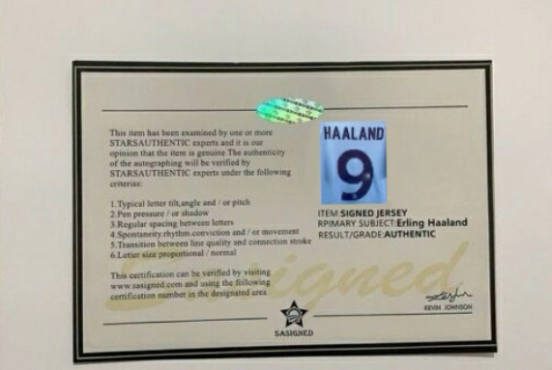 This item has been examined by one or more
STARSAUTHENTIC experts and it is our
opinion that the item is genuine The authenticity
of the autographing will be verified by
STARSAUTHENTIC experts under the following
criterias:
1.Typical letter tilt,angle and / or pitch
2.Pen pressure / or shadow
3.Regular spacing between letters
4.Spontaneity.rhythm.conviction and / or movement
5.Transition between line quality and connection stroke
6.Letter size proportional / normal
This certification can be verified by visiting
www.sasigned.com and using the following
certification number in the designated area
HAALAND
9
ITEM:SIGNED JERSEY
RPIMARY SUBJECT:Erling Haaland
RESULT/GRADE:AUTHENTIC
Sasigned
KEVIN JOHNSON
SASIGNED